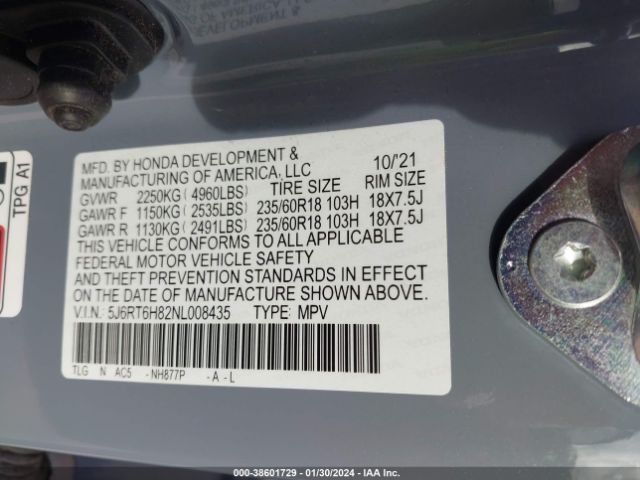 MFD. BY HONDA DEVELOPMENT &
MANUFACTURING OF AMERICA, LLC 10/'21
GVWR 2250KG ( 4960LBS) TIRE SIZE RIM SIZE
GAWR F 1150KG ( 2535LBS) 235/60R18 103H 18X7.5J
GAWR R 1130KG ( 2491LBS) 235/60R18 103H 18X7.5J
THIS VEHICLE CONFORMS TO ALL APPLICABLE
FEDERAL MOTOR VEHICLE SAFETY
AND THEFT PREVENTION STANDARDS IN EFFECT
ON THE DATE OF MANUFACTURE SHOWN ABOVE.
V.I.N.: 5J6RT6H82NL008435 TYPE: MPV
TLG N AC5 -NH877P -A-L
TPG A1
000-38601729 - 01/30/2024 - IAA Inc.